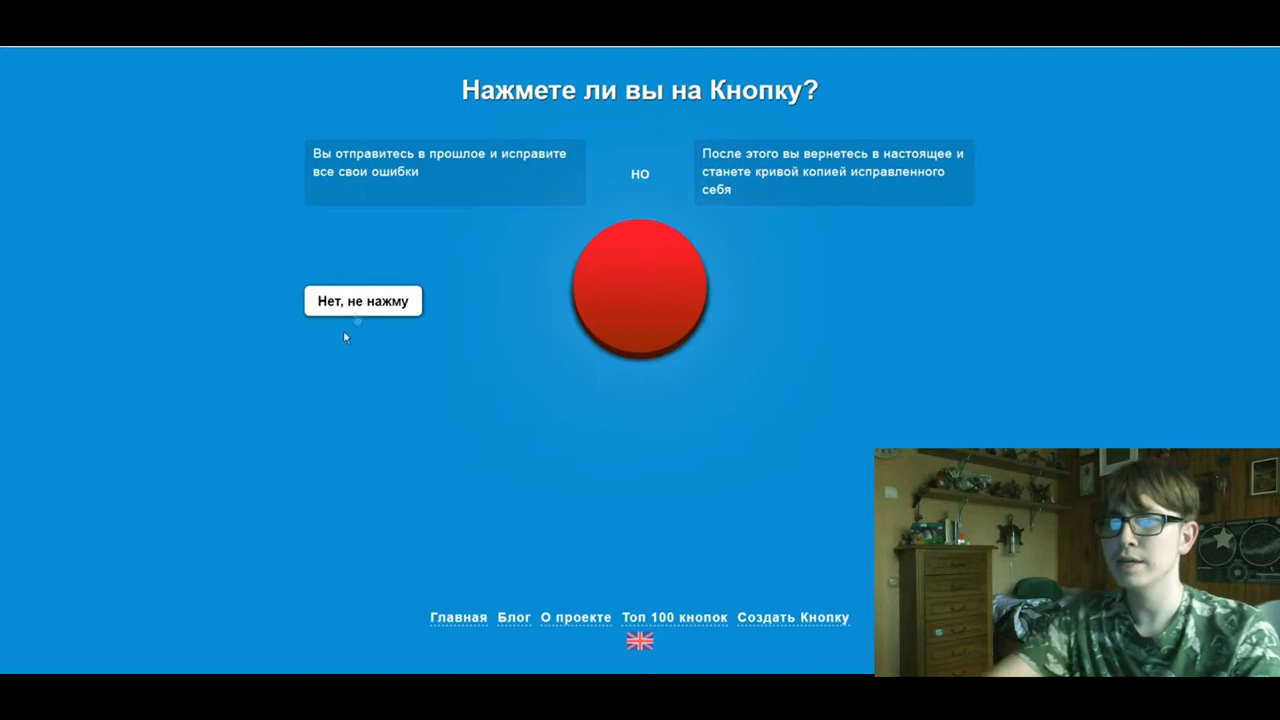 Нажмете ли вы на Кнопку?
Вы отправитесь в прошлое и исправите
все свои ошибки
НО
После этого вы вернетесь в настоящее и
станете кривой копией исправленного
себя
Нет, не нажму
Главная Блог О проекте Топ 100 кнопок Создать Кнопку